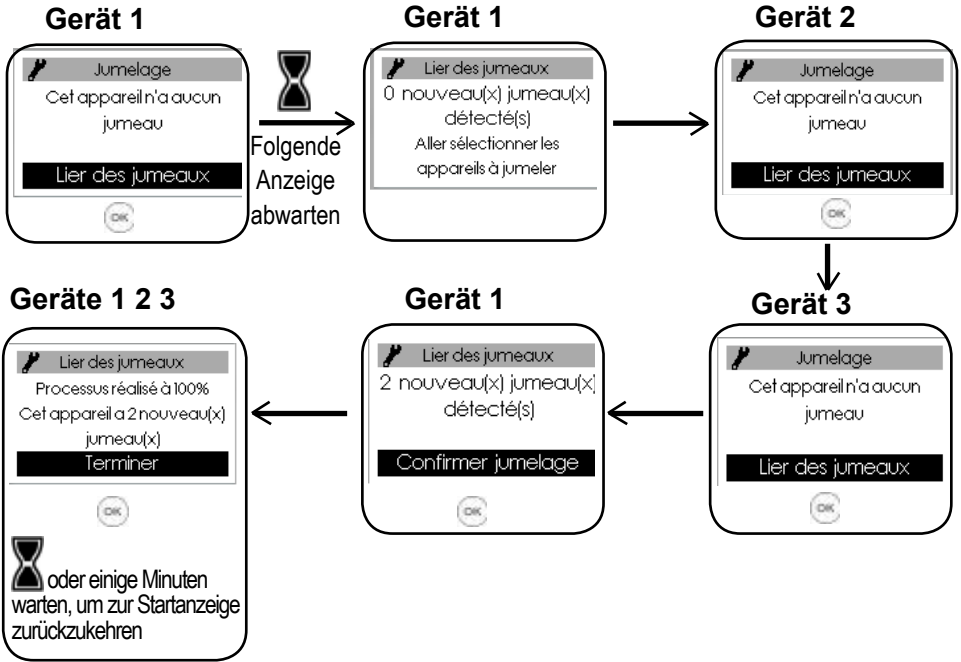 Gerät 1
Jumelage
Cet appareil n'a aucun
jumeau
Lier des jumeaux
OK
Folgende
Anzeige
abwarten
Gerät 1
Lier des jumeaux
0 nouveau(x) jumeau(x)
détecté(s)
Aller sélectionner les
appareils à jumeler
Gerät 2
Jumelage
Cet appareil n'a aucun
jumeau
Lier des jumeaux
OK
Gerät 3
Jumelage
Cet appareil n'a aucun
jumeau
Lier des jumeaux
OK
Gerät 1
Lier des jumeaux
2 nouveau(x) jumeau(x)
détecté(s)
Confirmer jumelage
OK
Geräte 1 2 3
Lier des jumeaux
Processus réalisé à 100%
Cet appareil a 2 nouveau(x)
jumeau(x)
Terminer
OK
oder einige Minuten
warten, um zur Startanzeige
zurückzukehren